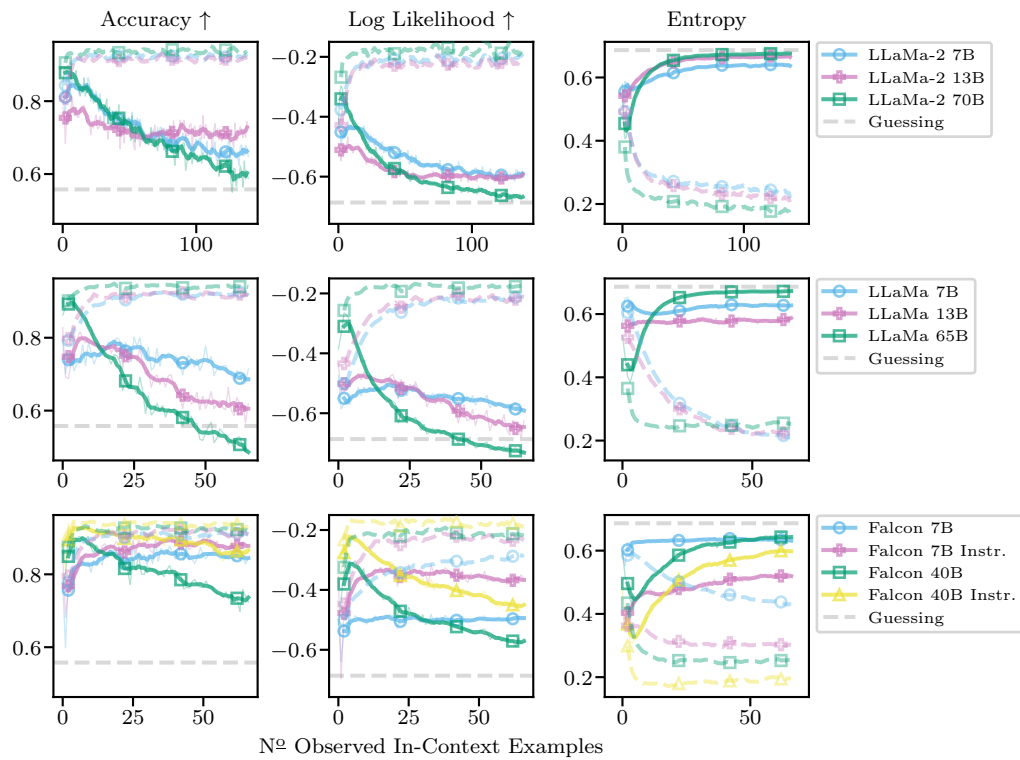 Accuracy ↑
Log Likelihood ↑
Entropy
0.8
0.6
0
100
−0.2
−0.4
−0.6
0
100
0.6
0.4
0.2
0
100
LLaMa-2 7B
LLaMa-2 13B
LLaMa-2 70B
Guessing
0.8
0.6
0
25
50
−0.2
−0.4
−0.6
0
25
50
0.6
0.4
0.2
0
25
50
LLaMa 7B
LLaMa 13B
LLaMa 65B
Guessing
0.8
0.6
0
50
−0.2
−0.4
−0.6
0
25
50
0.6
0.4
0.2
0
50
Falcon 7B
Falcon 7B Instr.
Falcon 40B
Falcon 40B Instr.
Guessing
Nº Observed In-Context Examples